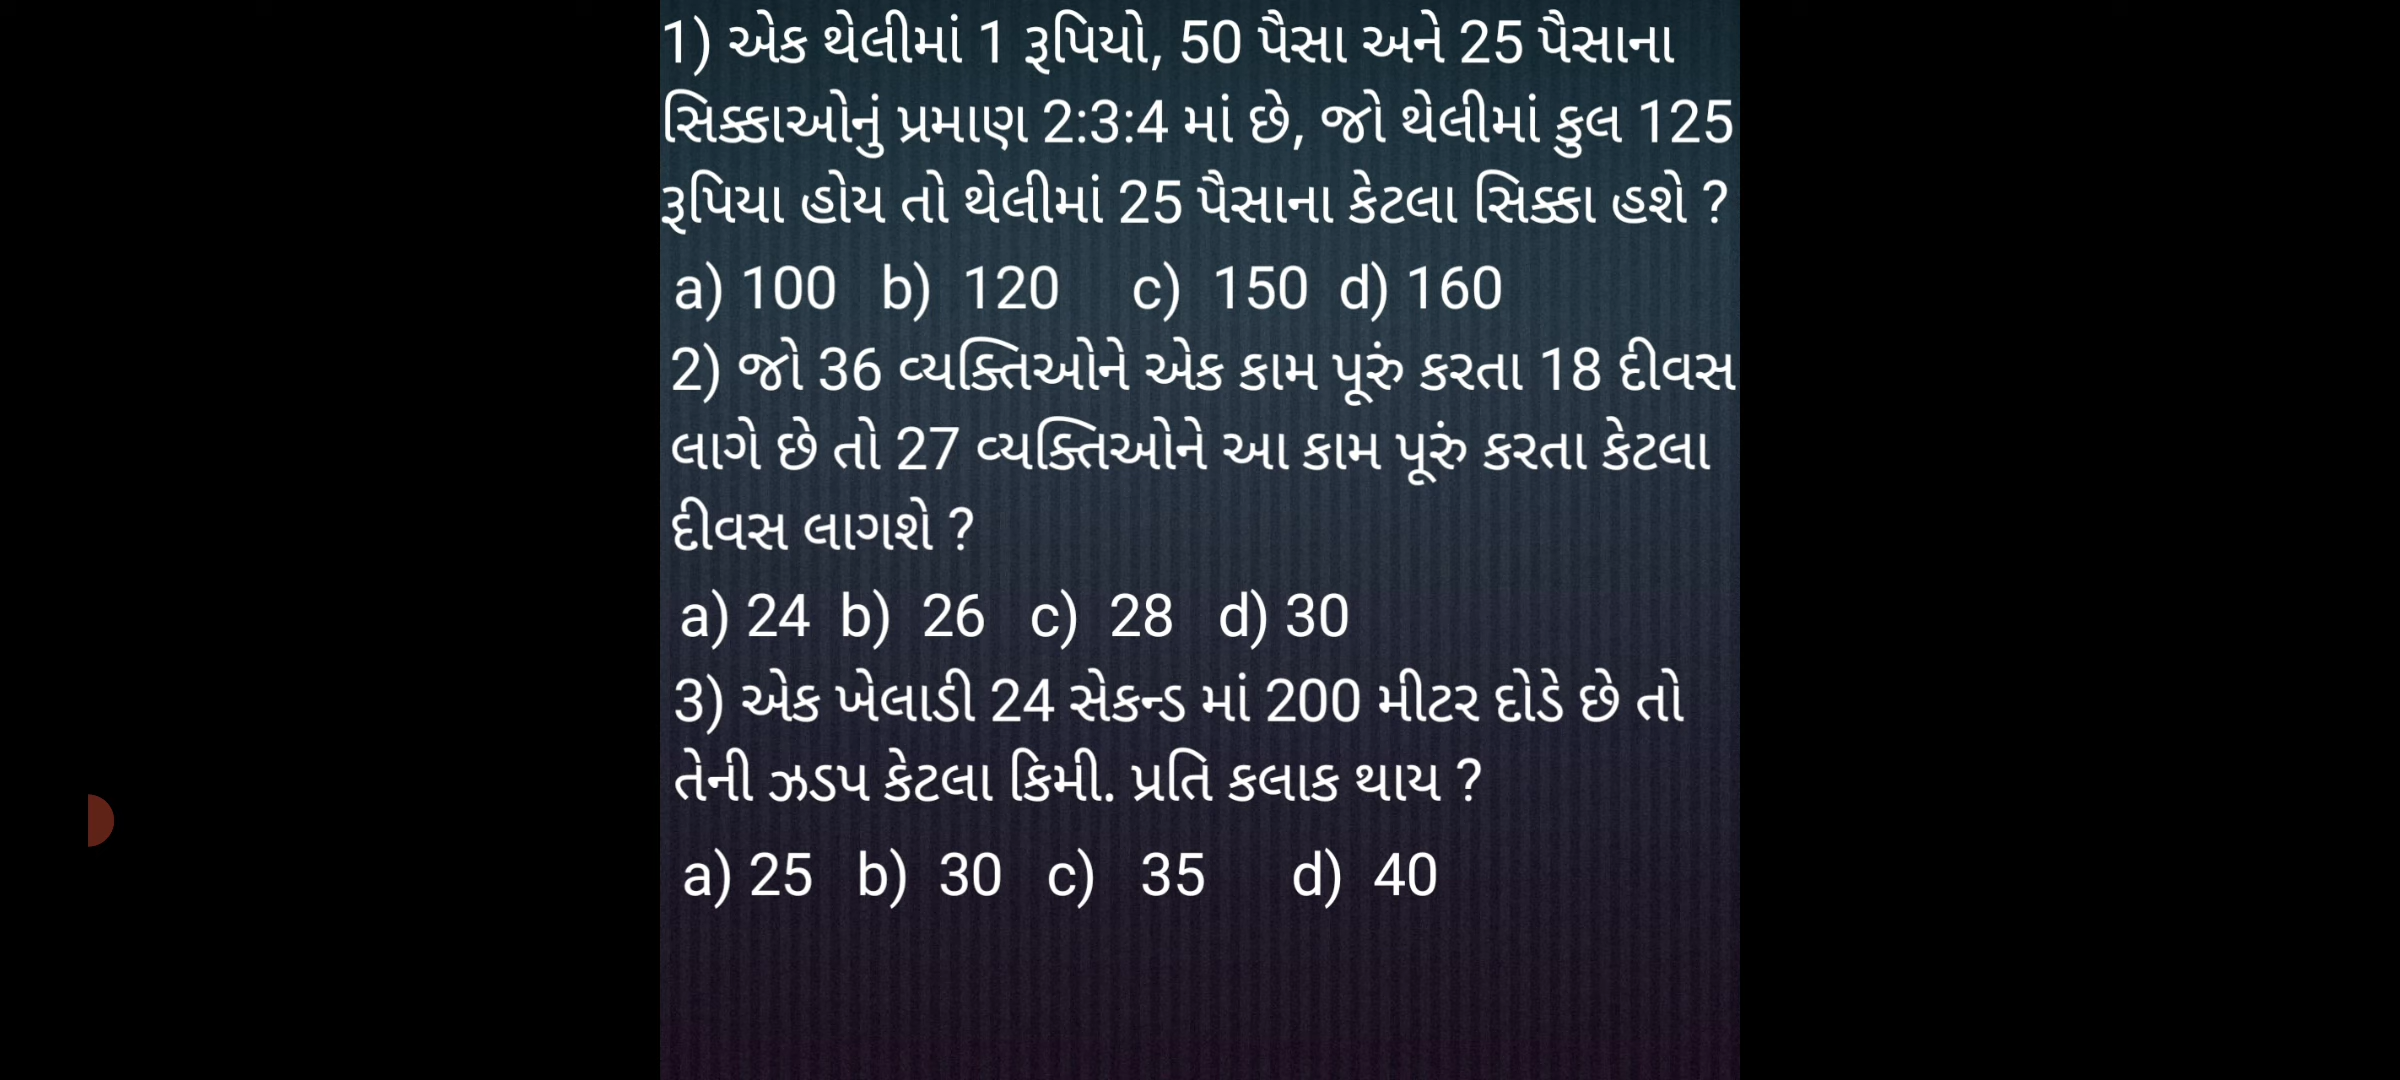 1) એક થેલીમાં 1 રૂપિયો, 50 પૈસા અને 25 પૈસાના
સિક્કાઓનું પ્રમાણ 2:3:4 માં છે, જો થેલીમાં કુલ 125
રૂપિયા હોય તો થેલીમાં 25 પૈસાના કેટલા સિક્કા હશે ?
a) 100 b) 120 c) 150 d) 160
2) જો 36 વ્યક્તિઓને એક કામ પૂરું કરતા 18 દીવસ
લાગે છે તો 27 વ્યક્તિઓને આ કામ પૂરું કરતા કેટલા
દીવસ લાગશે ?
a) 24 b) 26 c) 28 d) 30
3) એક ખેલાડી 24 સેકન્ડ માં 200 મીટર દોડે છે તો
તેની ઝડપ કેટલા કિમી. પ્રતિ કલાક થાય ?
a) 25 b) 30 c) 35 d) 40